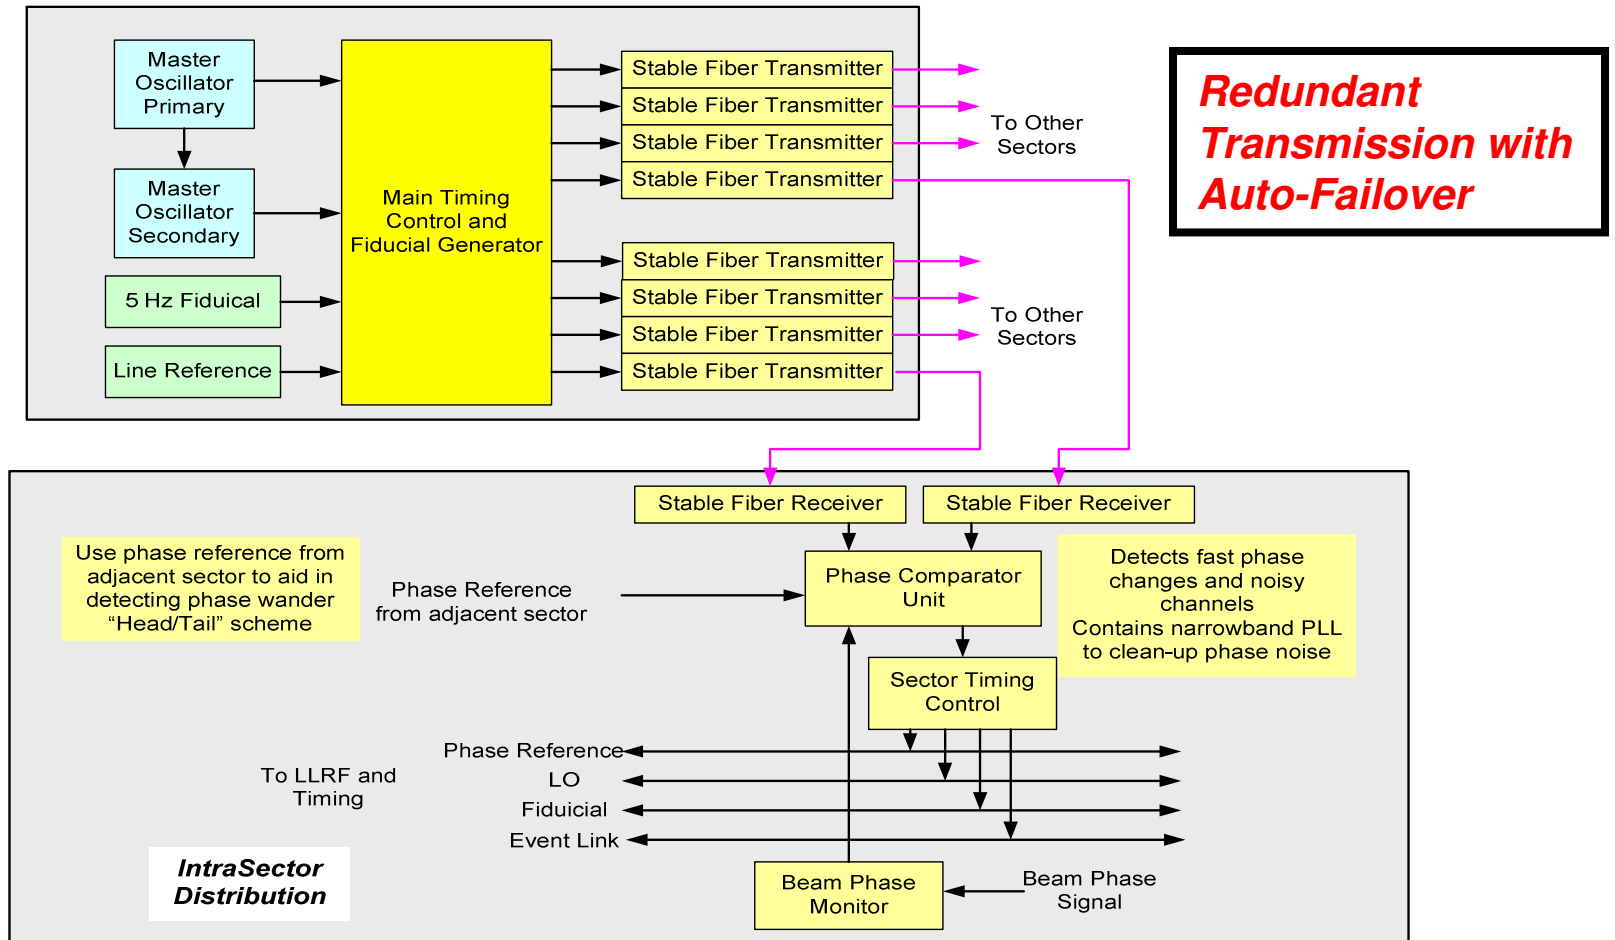 Master
Oscillator
Primary
Master
Oscillator
Secondary
5 Hz Fiduical
Line Reference
Main Timing
Control and
Fiducial Generator
Stable Fiber Transmitter
Stable Fiber Transmitter
Stable Fiber Transmitter
Stable Fiber Transmitter
Stable Fiber Transmitter
Stable Fiber Transmitter
Stable Fiber Transmitter
Stable Fiber Transmitter
To Other
Sectors
To Other
Sectors
Redundant
Transmission with
Auto-Failover
Stable Fiber Receiver
Stable Fiber Receiver
Use phase reference from
adjacent sector to aid in
detecting phase wander
“Head/Tail” scheme
Phase Reference
from adjacent sector
Phase Comparator
Unit
Detects fast phase
changes and noisy
channels
Contains narrowband PLL
to clean-up phase noise
Sector Timing
Control
To LLRF and
Timing
Phase Reference
LO
Fiduicial
Event Link
IntraSector
Distribution
Beam Phase
Monitor
Beam Phase
Signal